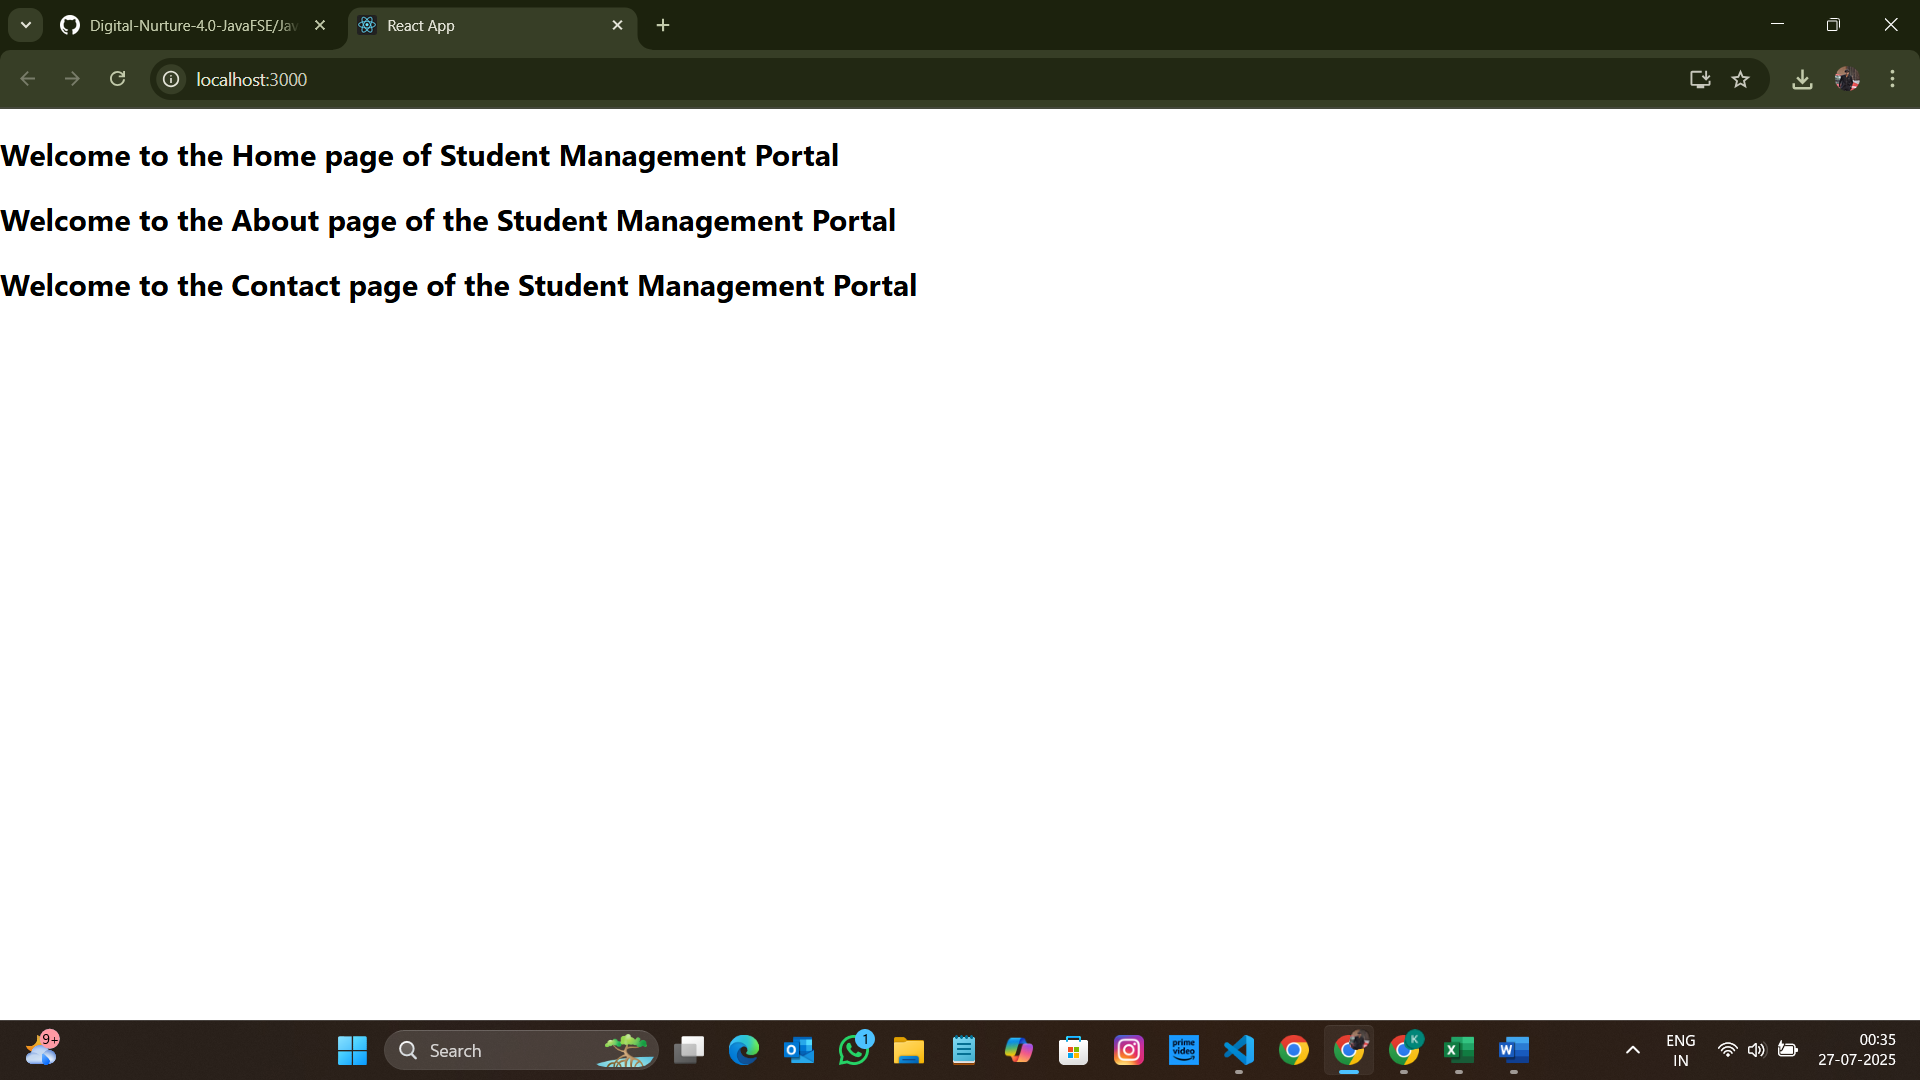 Digital-Nurture-4.0-JavaFSE/Jav
React App
localhost:3000
Welcome to the Home page of Student Management Portal
Welcome to the About page of the Student Management Portal
Welcome to the Contact page of the Student Management Portal
9+
Search
1
prime video
K
ENG
IN
00:35
27-07-2025